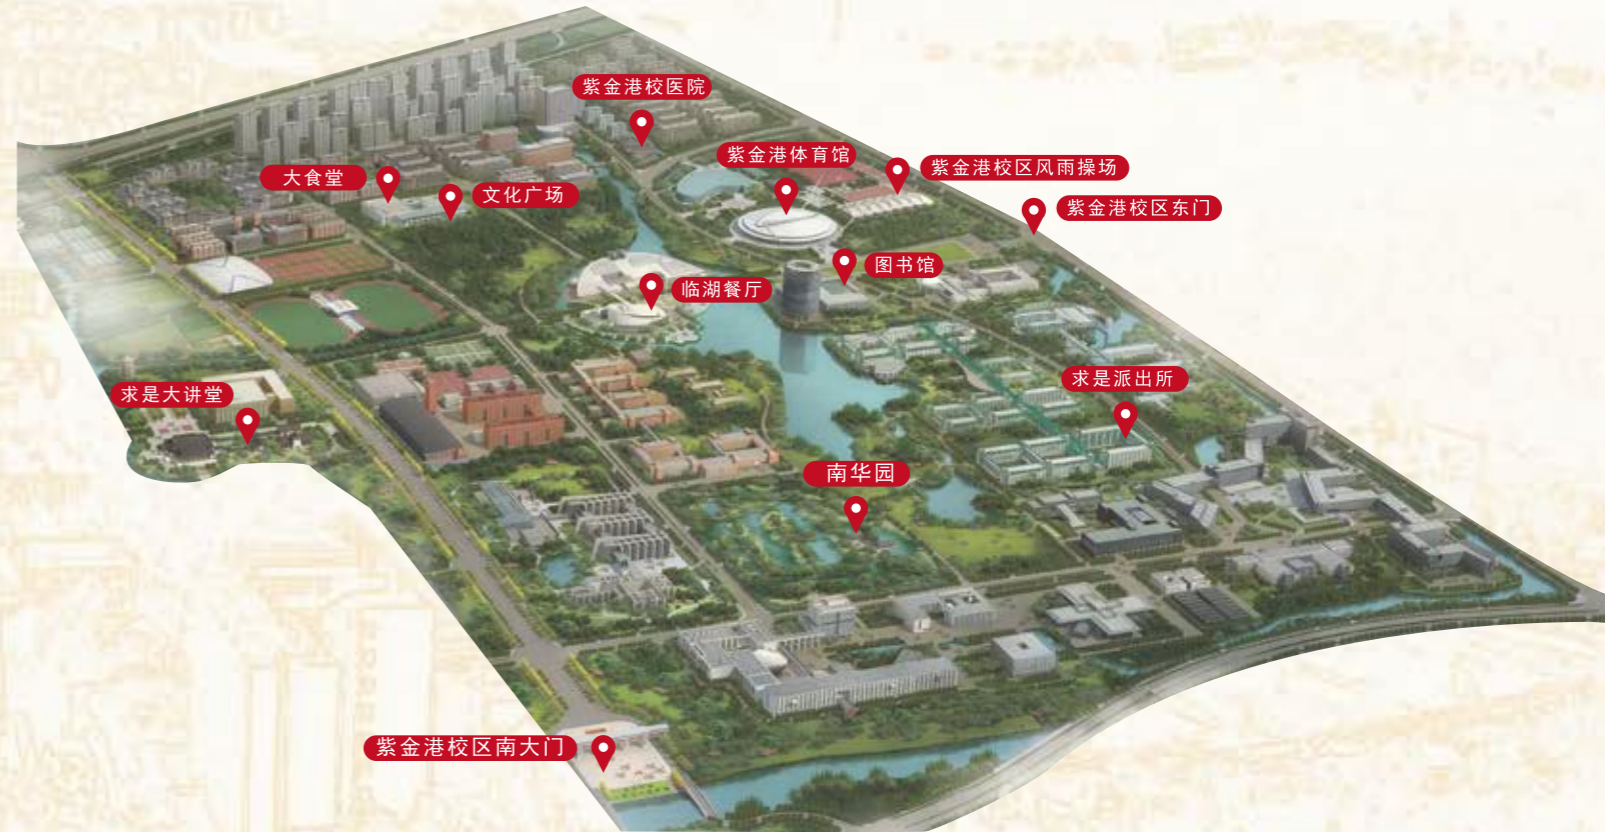 紫金港校医院
紫金港体育馆
紫金港校区风雨操场
大食堂
文化广场
紫金港校区东门
图书馆
临湖餐厅
求是派出所
求是大讲堂
南华园
紫金港校区南大门